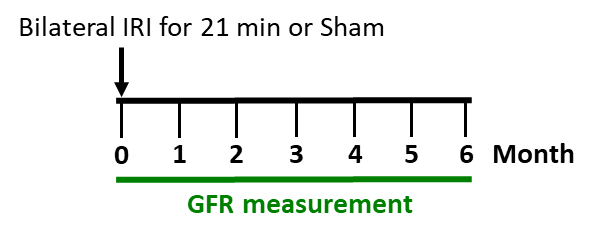 Bilateral IRI for 21 min or Sham
0 1 2 3 4 5 6 Month
GFR measurement